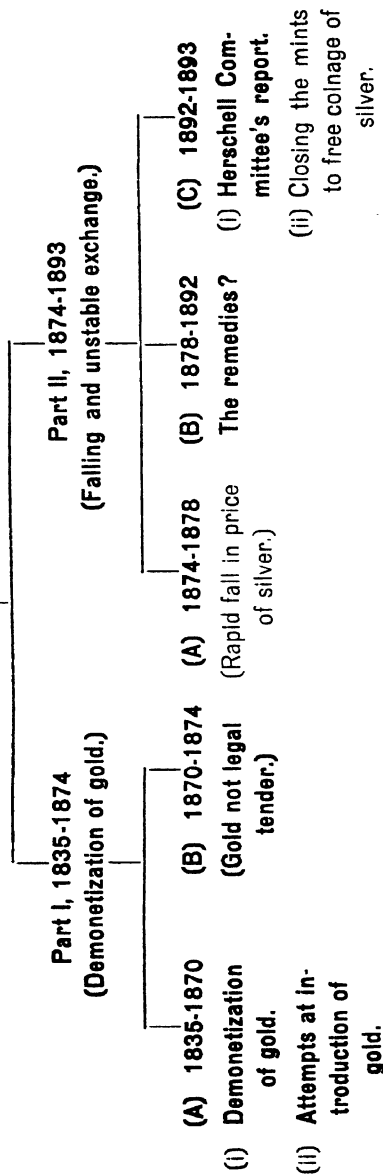 Part I, 1835-1874
(Demonetization of gold.)
Part II, 1874-1893
(Falling and unstable exchange.)
(A) 1835-1870
(i) Demonetization
of gold.
(ii) Attempts at in-
troduction of
gold.
(B) 1870-1874
(Gold not legal
tender.)
(A) 1874-1878
(Rapid fall in price
of silver.)
(B) 1878-1892
The remedies?
(C) 1892-1893
(i) Herschell Com-
mittee's report.
(ii) Closing the mints
to free colnage of
silver.